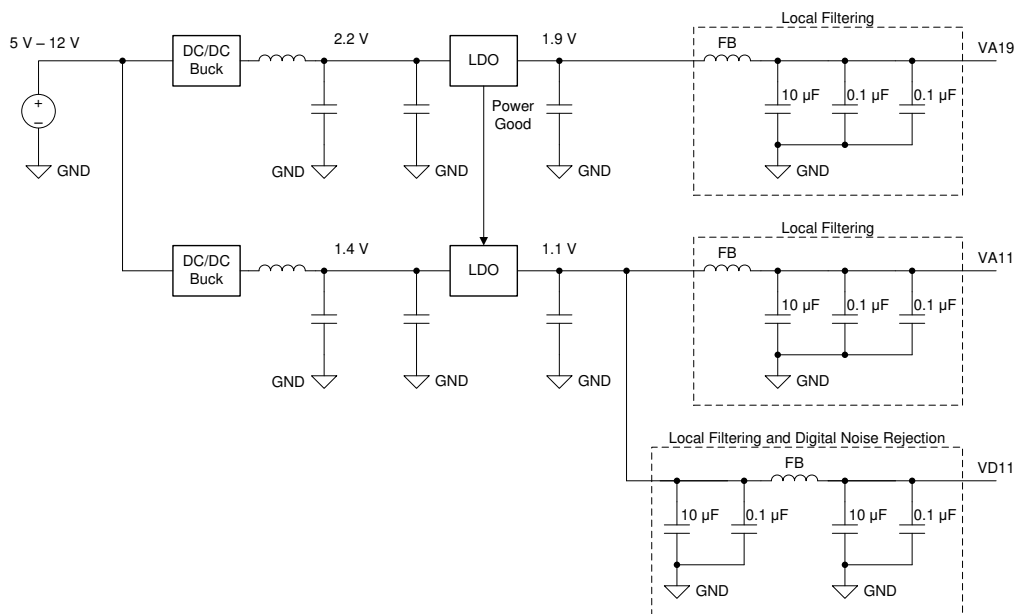 Local Filtering
5 V – 12 V
DC/DC
Buck
2.2 V
LDO
1.9 V
FB
VA19
+
–
10 µF
0.1 µF
0.1 µF
Power
Good
GND
GND
GND
GND
GND
Local Filtering
DC/DC
Buck
1.4 V
LDO
1.1 V
FB
VA11
10 µF
0.1 µF
0.1 µF
GND
GND
GND
GND
Local Filtering and Digital Noise Rejection
FB
VD11
10 µF
0.1 µF
10 µF
0.1 µF
GND
GND